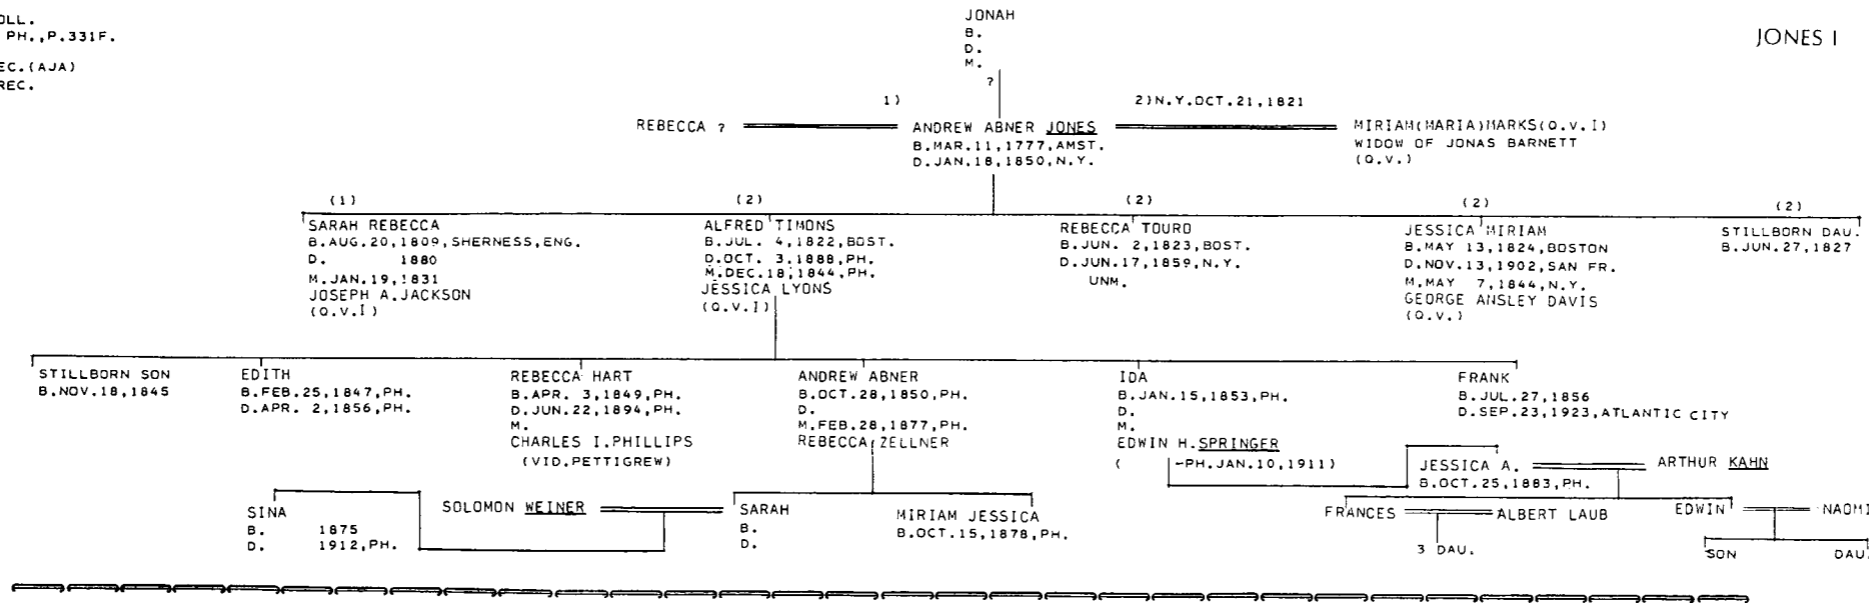 OLL.
PH.,P.331F.
EC.(AJA)
REC.
JONES I
JONAH
B.
D.
M.
?
1)
2)N.Y.OCT.21,1821
REBECCA ?
ANDREW ABNER JONES
B.MAR.11,1777,AMST.
D.JAN.18,1850,N.Y.
MIRIAM(MARIA)MARKS(Q.V.I)
WIDOW OF JONAS BARNETT
(Q.V.)
(1)
SARAH REBECCA
B.AUG.20,1809,SHERNESS,ENG.
D. 1880
M.JAN.19,1831
JOSEPH A.JACKSON
(Q.V.I)
(2)
ALFRED TIMONS
B.JUL. 4,1822,BOST.
D.OCT. 3,1888,PH.
M.DEC.18,1844,PH.
JESSICA LYONS
(Q.V.I)
(2)
REBECCA TOURO
B.JUN. 2,1823,BOST.
D.JUN.17,1859,N.Y.
UNM.
(2)
JESSICA MIRIAM
B.MAY 13,1824,BOSTON
D.NOV.13,1902,SAN FR.
M.MAY 7,1844,N.Y.
GEORGE ANSLEY DAVIS
(Q.V.)
(2)
STILLBORN DAU.
B.JUN.27,1827
STILLBORN SON
B.NOV.18,1845
EDITH
B.FEB.25,1847,PH.
D.APR. 2,1856,PH.
REBECCA HART
B.APR. 3,1849,PH.
D.JUN.22,1894,PH.
M.
CHARLES I.PHILLIPS
(VID.PETTIGREW)
ANDREW ABNER
B.OCT.28,1850,PH.
D.
M.FEB.28,1877,PH.
REBECCA ZELLNER
IDA
B.JAN.15,1853,PH.
D.
M.
EDWIN H.SPRINGER
( -PH.JAN.10,1911)
FRANK
B.JUL.27,1856
D.SEP.23,1923,ATLANTIC CITY
JESSICA A.
B.OCT.25,1883,PH.
ARTHUR KAHN
SINA
B. 1875
D. 1912,PH.
SOLOMON WEINER
SARAH
B.
D.
MIRIAM JESSICA
B.OCT.15,1878,PH.
FRANCES
ALBERT LAUB
3 DAU.
EDWIN
NAOMI
SON
DAU.